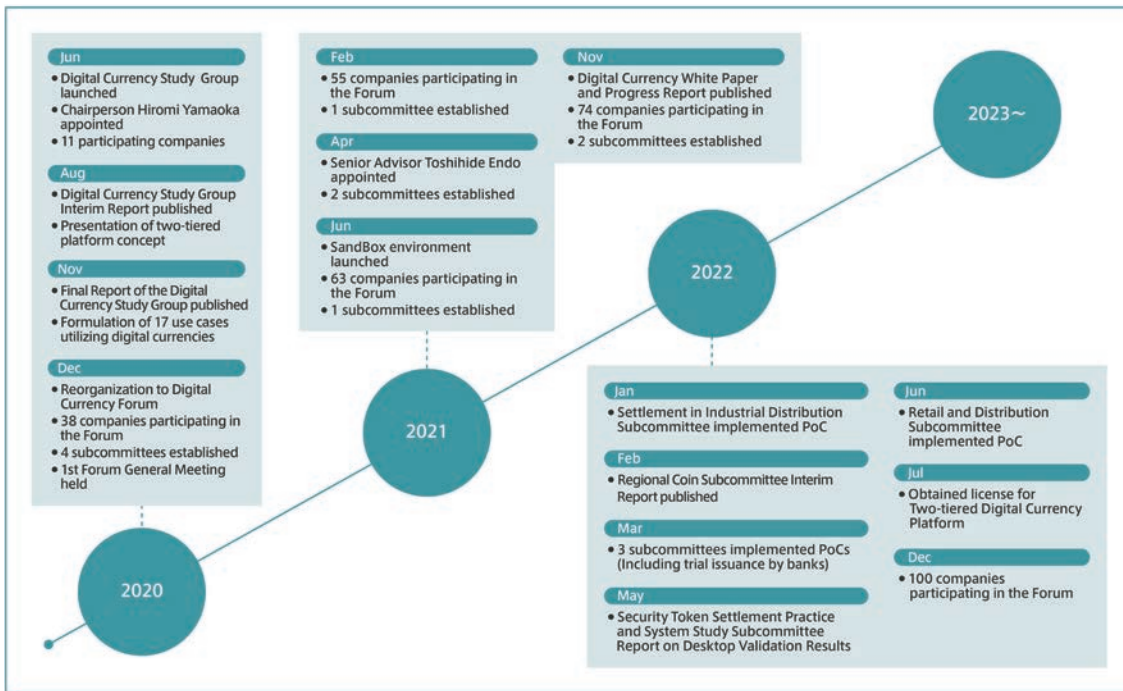 Jun
• Digital Currency Study Group
launched
• Chairperson Hiromi Yamaoka
appointed
• 11 participating companies
Aug
• Digital Currency Study Group
Interim Report published
• Presentation of two-tiered
platform concept
Nov
• Final Report of the Digital
Currency Study Group published
• Formulation of 17 use cases
utilizing digital currencies
Dec
• Reorganization to Digital
Currency Forum
• 38 companies participating in
the Forum
• 4 subcommittees established
• 1st Forum General Meeting
held
2020
Feb
• 55 companies participating in
the Forum
• 1 subcommittee established
Apr
• Senior Advisor Toshihide Endo
appointed
• 2 subcommittees established
Jun
• SandBox environment
launched
• 63 companies participating in
the Forum
• 1 subcommittees established
Nov
• Digital Currency White Paper
and Progress Report published
• 74 companies participating in
the Forum
• 2 subcommittees established
2021
2022
Jan
• Settlement in Industrial Distribution
Subcommittee implemented PoC
Feb
• Regional Coin Subcommittee Interim
Report published
Mar
• 3 subcommittees implemented PoCs
(Including trial issuance by banks)
May
• Security Token Settlement Practice
and System Study Subcommittee
Report on Desktop Validation Results
Jun
• Retail and Distribution
Subcommittee
implemented PoC
Jul
• Obtained license for
Two-tiered Digital Currency
Platform
Dec
• 100 companies
participating in the Forum
2023~